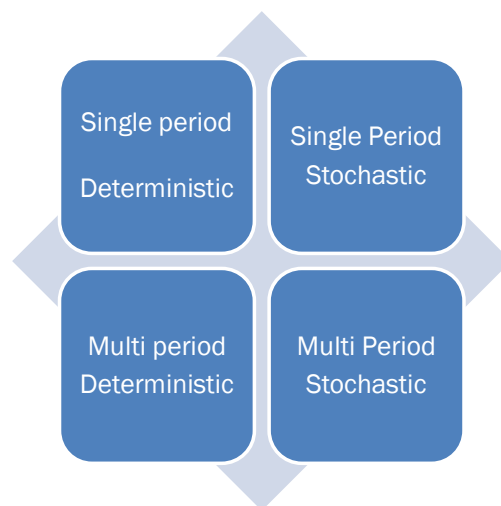 Single period
Deterministic
Single Period
Stochastic
Multi period
Deterministic
Multi Period
Stochastic